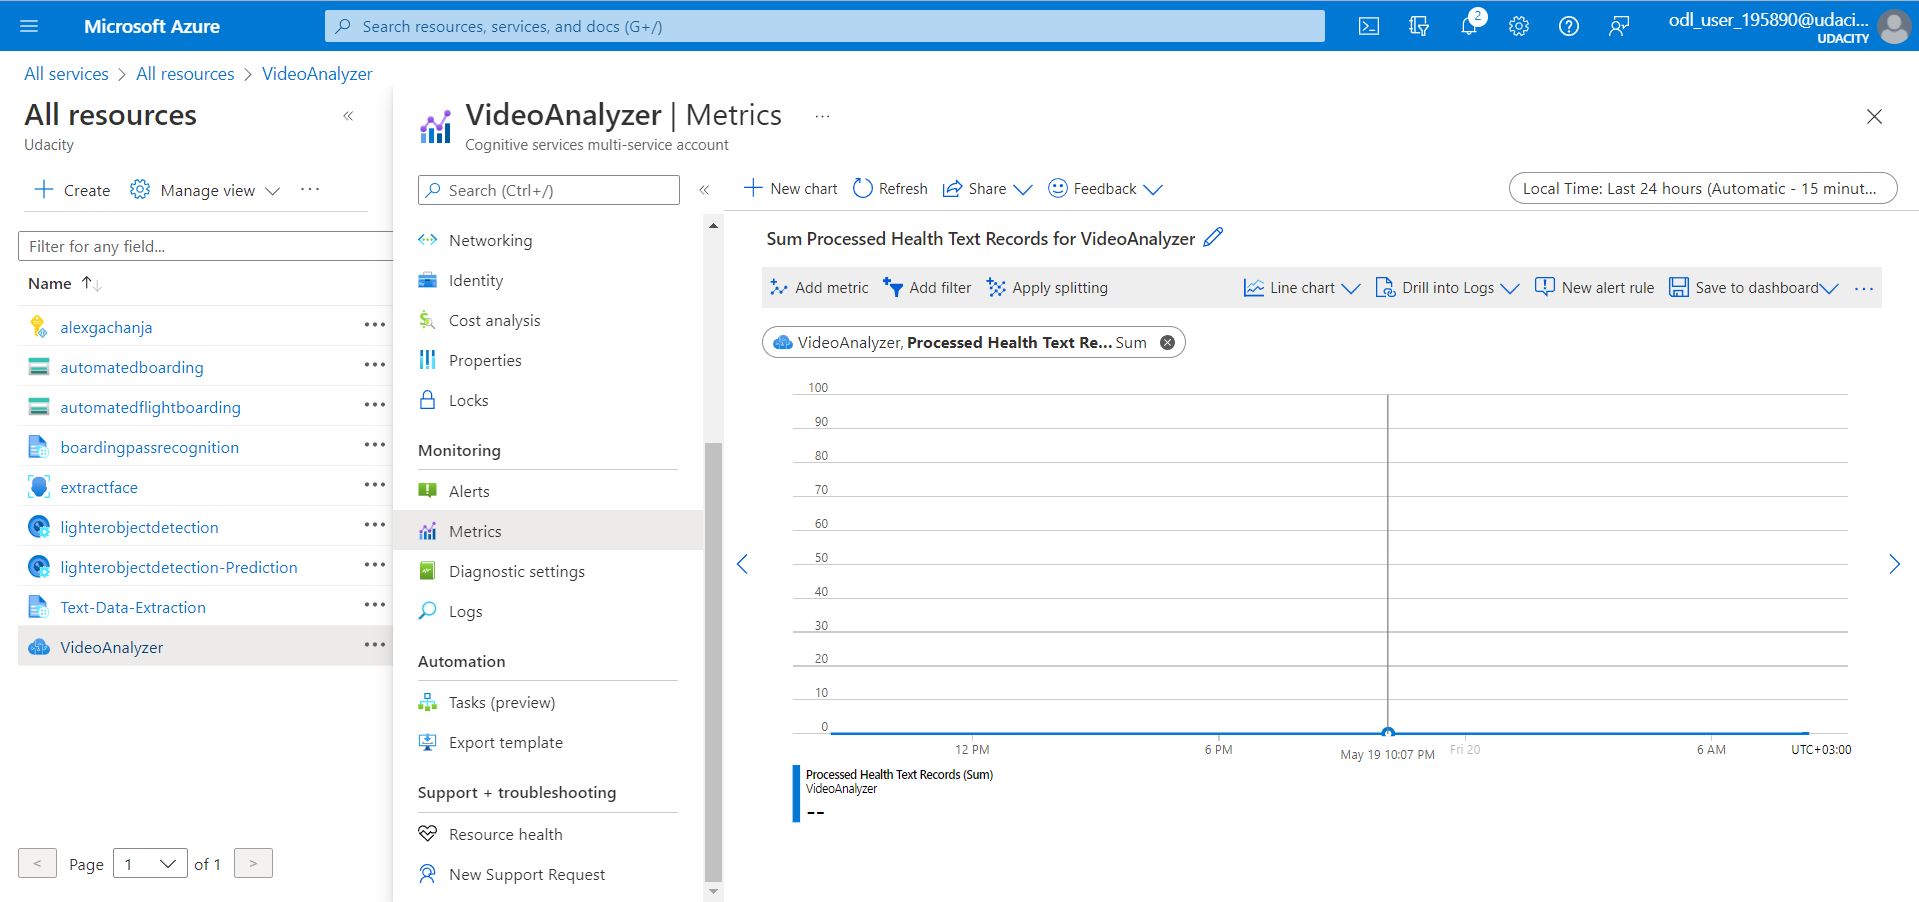 Microsoft Azure
Search resources, services, and docs (G+/)
2
odl_user_195890@udaci...
UDACITY
All services > All resources > VideoAnalyzer
All resources
Udacity
Create Manage view
Filter for any field...
Name
alexgachanja
automatedboarding
automatedflightboarding
boardingpassrecognition
extractface
lighterobjectdetection
lighterobjectdetection-Prediction
Text-Data-Extraction
VideoAnalyzer
< Page 1 of 1 >
VideoAnalyzer | Metrics ...
Cognitive services multi-service account
Search (Ctrl+/)
Networking
Identity
Cost analysis
Properties
Locks
Monitoring
Alerts
Metrics
Diagnostic settings
Logs
Automation
Tasks (preview)
Export template
Support + troubleshooting
Resource health
New Support Request
New chart Refresh Share Feedback
Local Time: Last 24 hours (Automatic - 15 minut...
Sum Processed Health Text Records for VideoAnalyzer
Add metric Add filter Apply splitting Line chart Drill into Logs New alert rule Save to dashboard ...
VideoAnalyzer, Processed Health Text Re... Sum
100
90
80
70
60
50
40
30
20
10
0
12 PM 6 PM May 19 10:07 PM Fri 20 6 AM UTC+03:00
Processed Health Text Records (Sum)
VideoAnalyzer
--